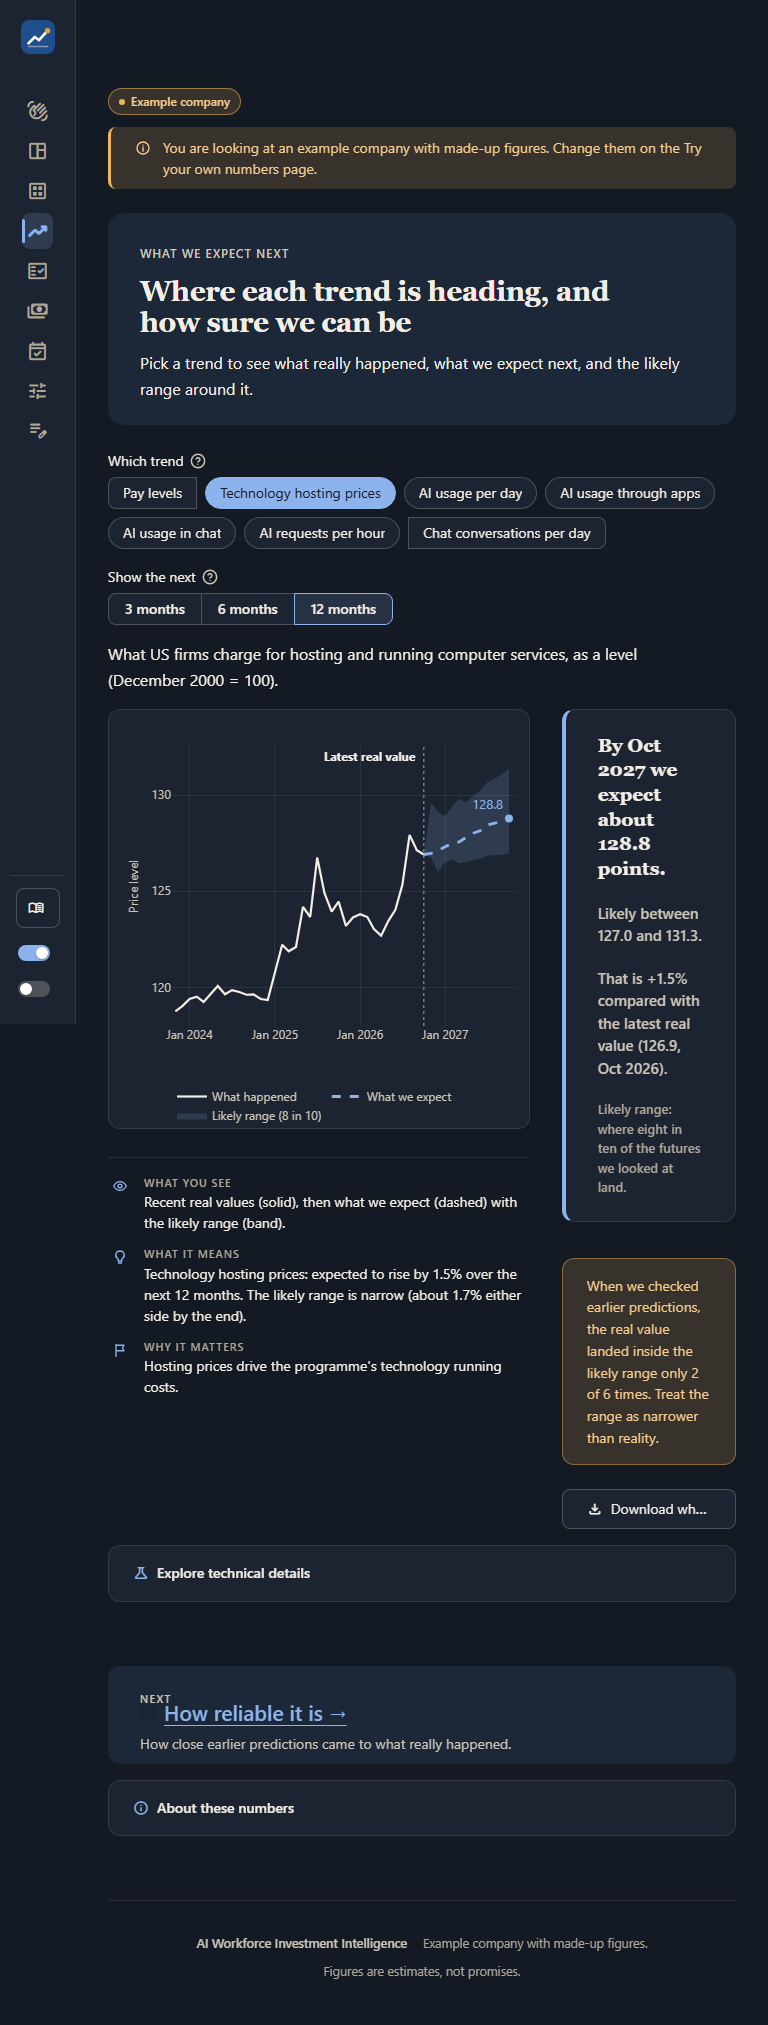 Example company
You are looking at an example company with made-up figures. Change them on the Try
your own numbers page.
WHAT WE EXPECT NEXT
Where each trend is heading, and
how sure we can be
Pick a trend to see what really happened, what we expect next, and the likely
range around it.
Which trend
Pay levels
Technology hosting prices
AI usage per day
AI usage through apps
AI usage in chat
AI requests per hour
Chat conversations per day
Show the next
3 months
6 months
12 months
What US firms charge for hosting and running computer services, as a level
(December 2000 = 100).
Latest real value
128.8
130
125
120
Price level
Jan 2024
Jan 2025
Jan 2026
Jan 2027
What happened
What we expect
Likely range (8 in 10)
By Oct
2027 we
expect
about
128.8
points.
Likely between
127.0 and 131.3.
That is +1.5%
compared with
the latest real
value (126.9,
Oct 2026).
Likely range:
where eight in
ten of the futures
we looked at
land.
WHAT YOU SEE
Recent real values (solid), then what we expect (dashed) with
the likely range (band).
WHAT IT MEANS
Technology hosting prices: expected to rise by 1.5% over the
next 12 months. The likely range is narrow (about 1.7% either
side by the end).
WHY IT MATTERS
Hosting prices drive the programme's technology running
costs.
When we checked
earlier predictions,
the real value
landed inside the
likely range only 2
of 6 times. Treat the
range as narrower
than reality.
Download wh...
Explore technical details
NEXT
How reliable it is →
How close earlier predictions came to what really happened.
About these numbers
AI Workforce Investment Intelligence
Example company with made-up figures.
Figures are estimates, not promises.